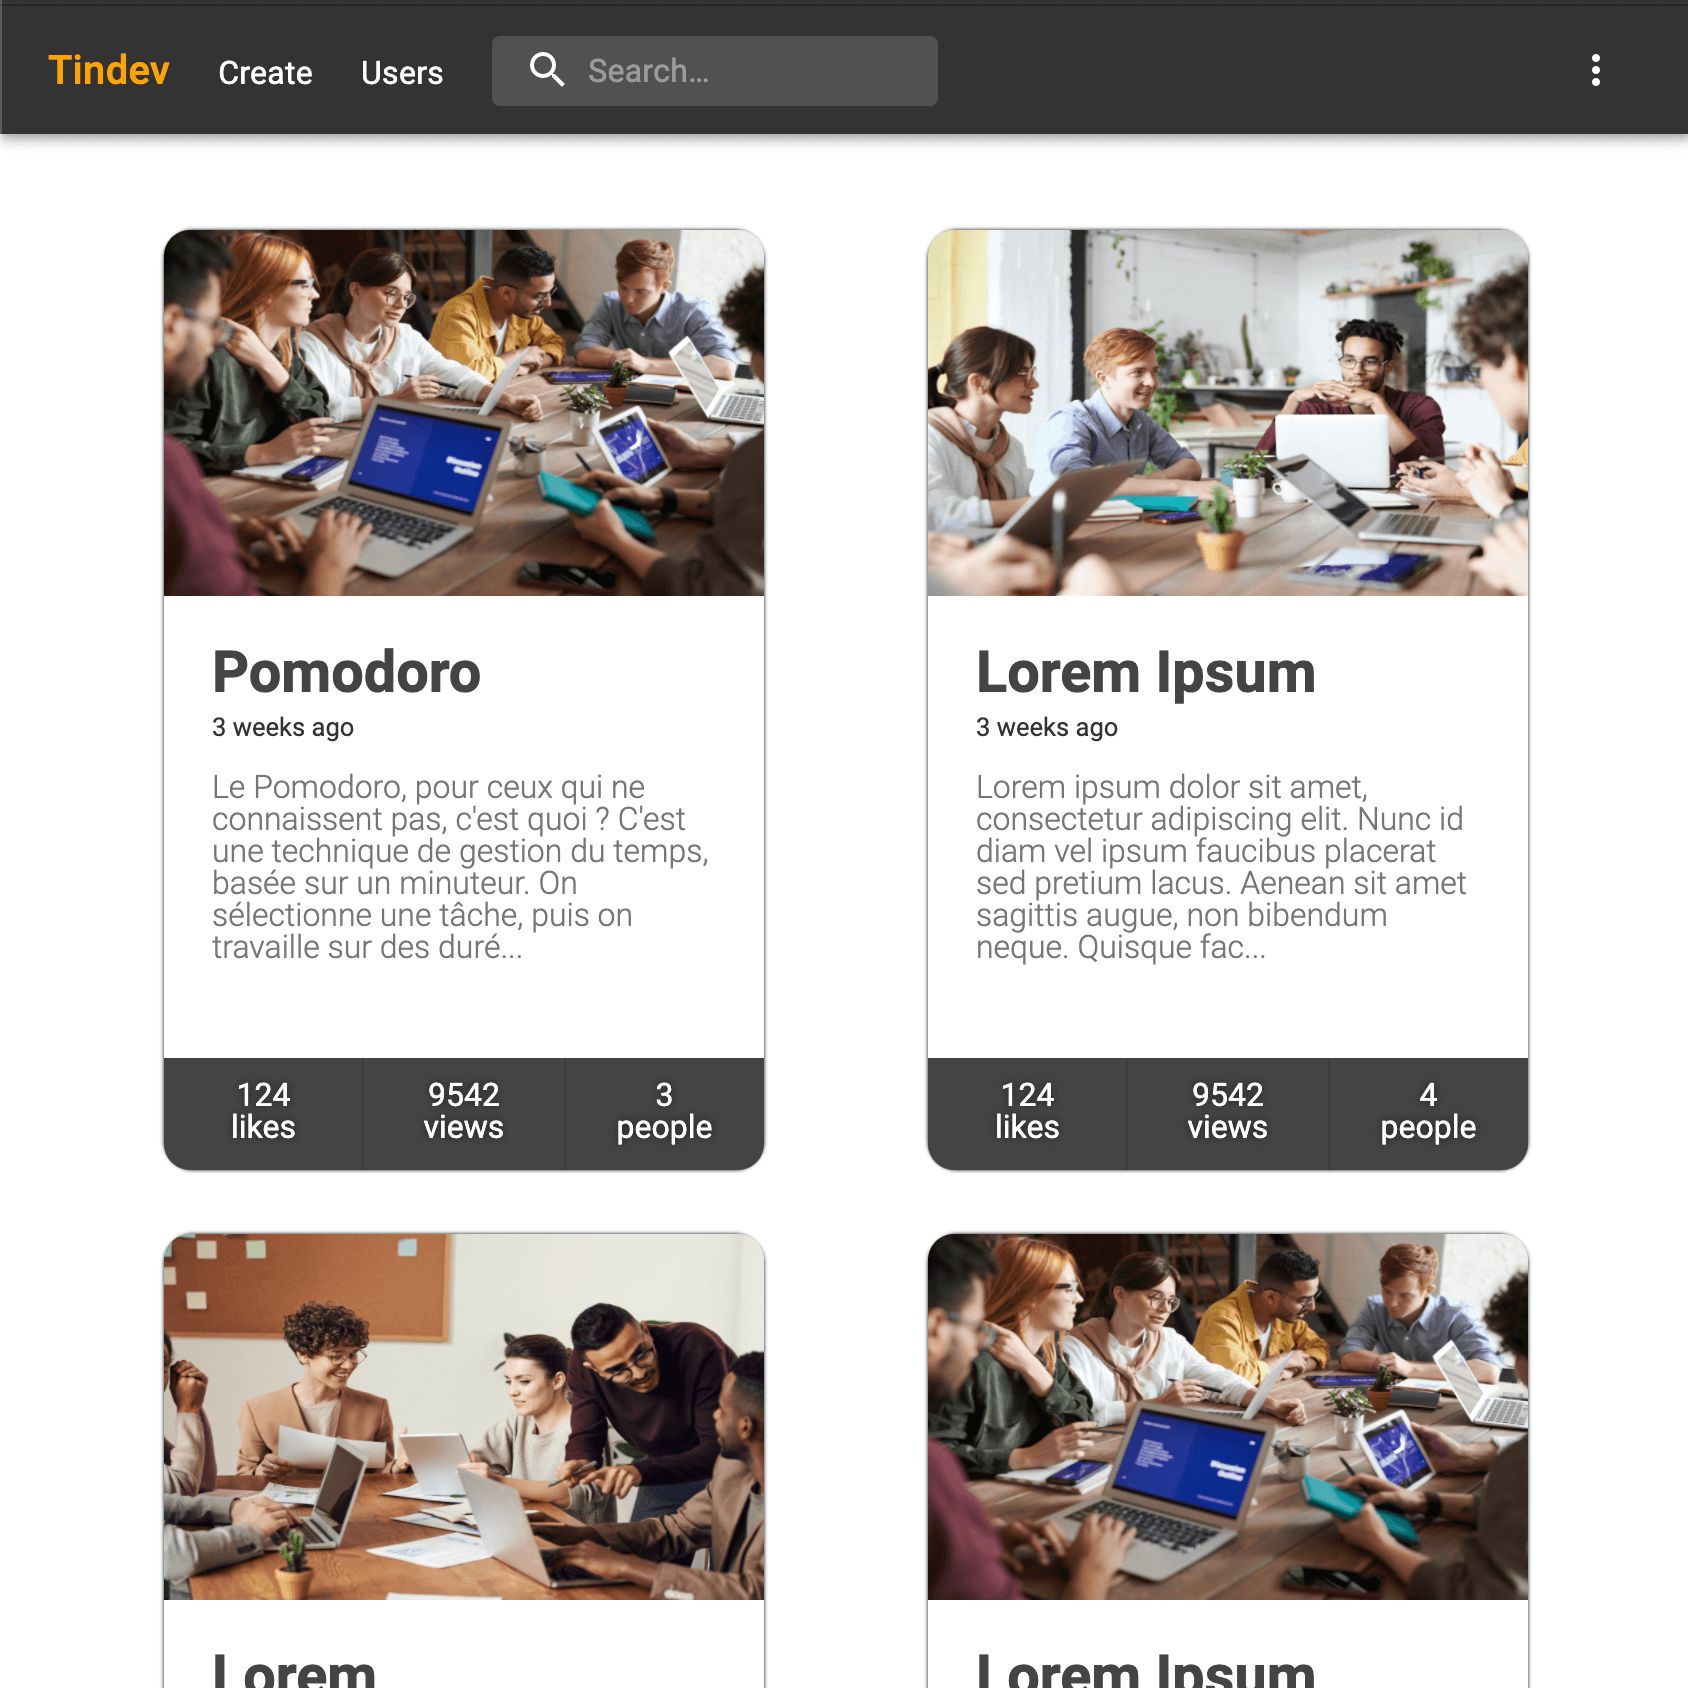 Tindev Create Users Search...
Pomodoro
3 weeks ago
Le Pomodoro, pour ceux qui ne
connaissent pas, c'est quoi ? C'est
une technique de gestion du temps,
basée sur un minuteur. On
sélectionne une tâche, puis on
travaille sur des duré...
124
likes
9542
views
3
people
Lorem Ipsum
3 weeks ago
Lorem ipsum dolor sit amet,
consectetur adipiscing elit. Nunc id
diam vel ipsum faucibus placerat
sed pretium lacus. Aenean sit amet
sagittis augue, non bibendum
neque. Quisque fac...
124
likes
9542
views
4
people
Lorem
Lorem Ipsum